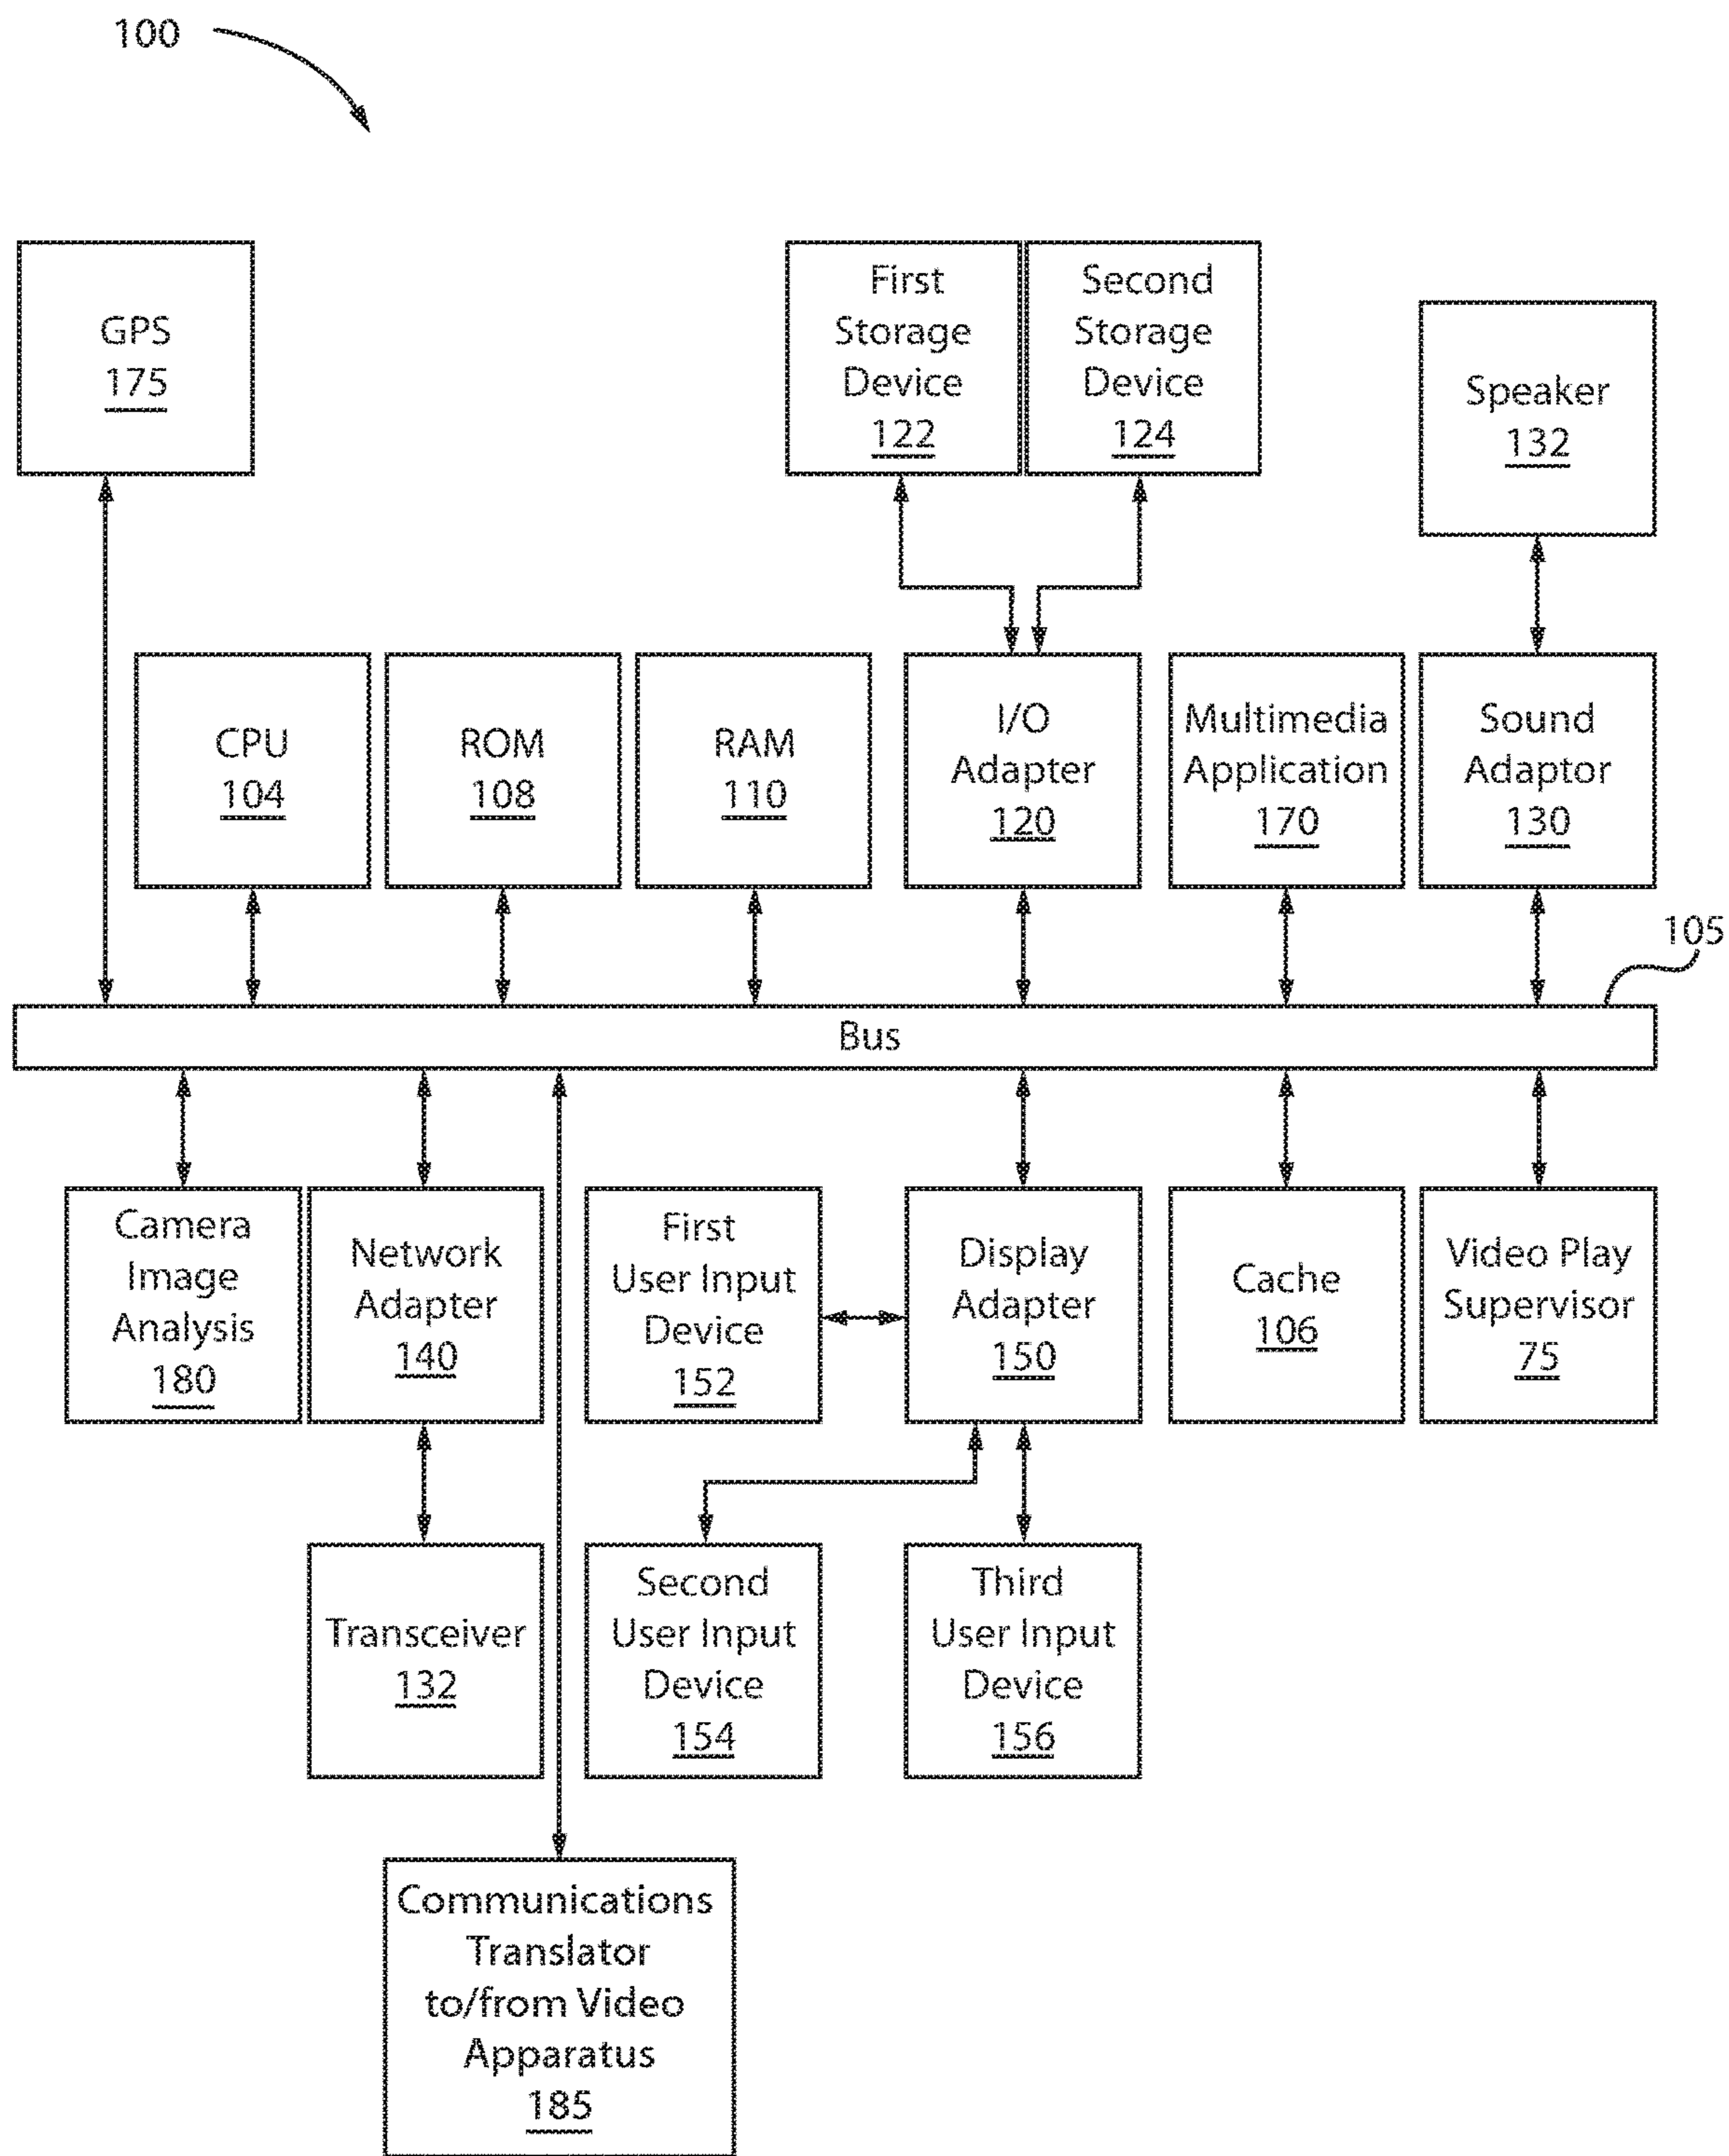 100
GPS
175
First
Storage
Device
122
Second
Storage
Device
124
Speaker
132
CPU
104
ROM
108
RAM
110
I/O
Adapter
120
Multimedia
Application
170
Sound
Adaptor
130
105
Bus
Camera
Image
Analysis
180
Network
Adapter
140
First
User Input
Device
152
Display
Adapter
150
Cache
106
Video Play
Supervisor
75
Transceiver
132
Second
User Input
Device
154
Third
User Input
Device
156
Communications
Translator
to/from Video
Apparatus
185